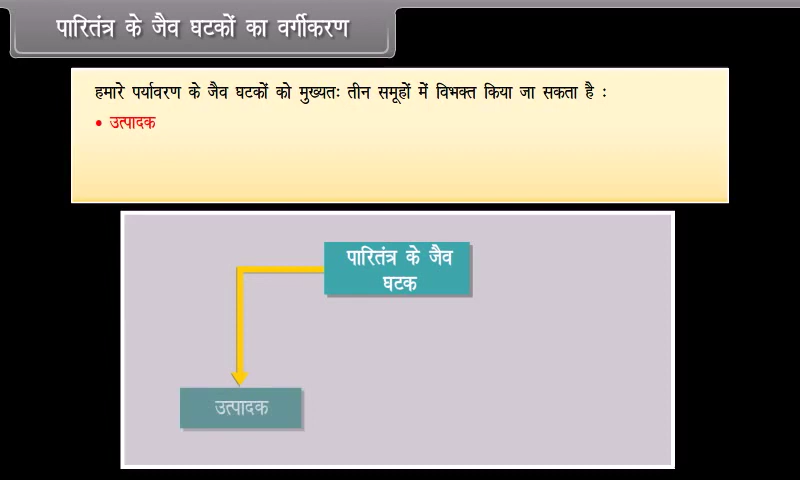 पारितंत्र के जैव घटकों का वर्गीकरण
हमारे पर्यावरण के जैव घटकों को मुख्यतः तीन समूहों में विभक्त किया जा सकता है :
• उत्पादक
पारितंत्र के जैव
घटक
उत्पादक